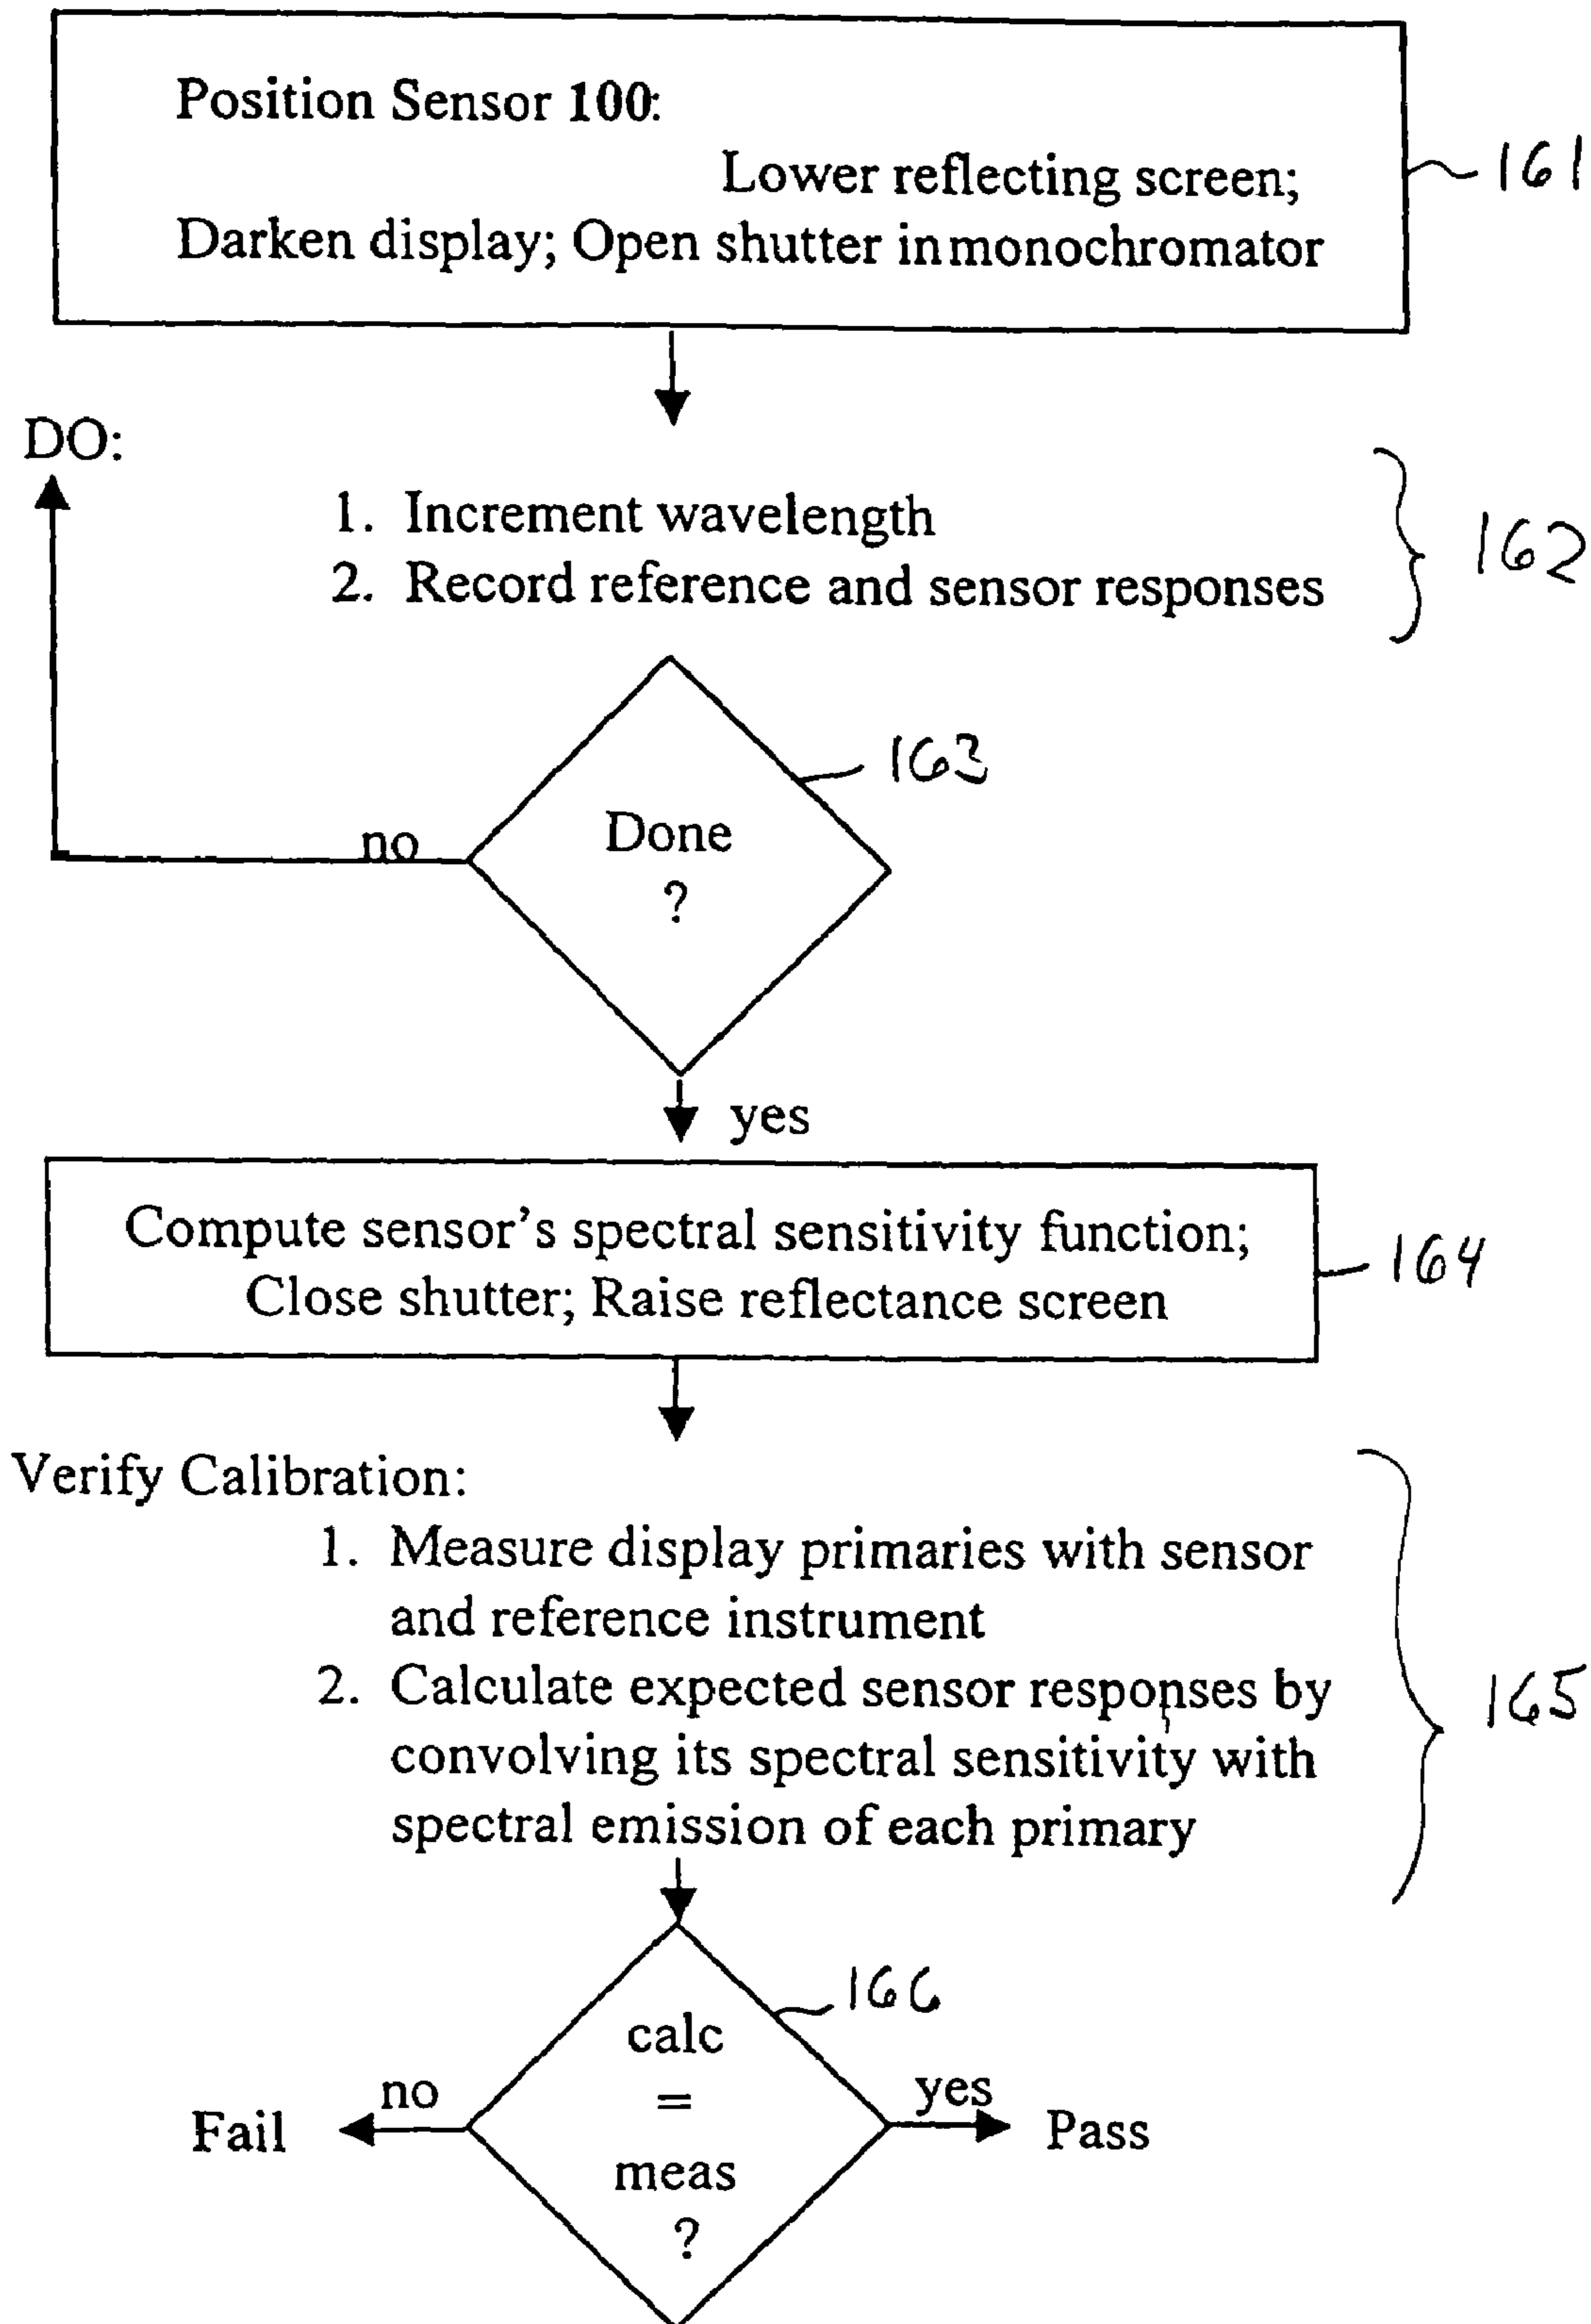 Position Sensor 100:
Lower reflecting screen;
Darken display; Open shutter in monochromator
161
DO:
1. Increment wavelength
2. Record reference and sensor responses
162
163
Done
?
no
yes
Compute sensor's spectral sensitivity function;
Close shutter; Raise reflectance screen
164
Verify Calibration:
1. Measure display primaries with sensor
and reference instrument
2. Calculate expected sensor responses by
convolving its spectral sensitivity with
spectral emission of each primary
165
166
calc
=
meas
?
no
Fail
yes
Pass